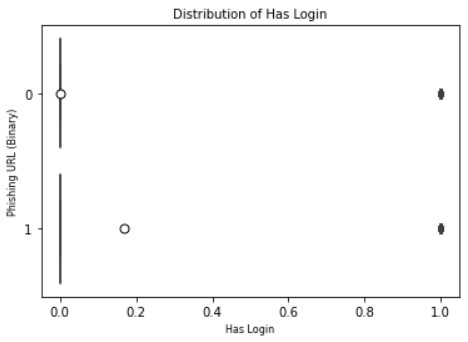 Distribution of Has Login
Phishing URL (Binary)
0
1
0.0 0.2 0.4 0.6 0.8 1.0
Has Login